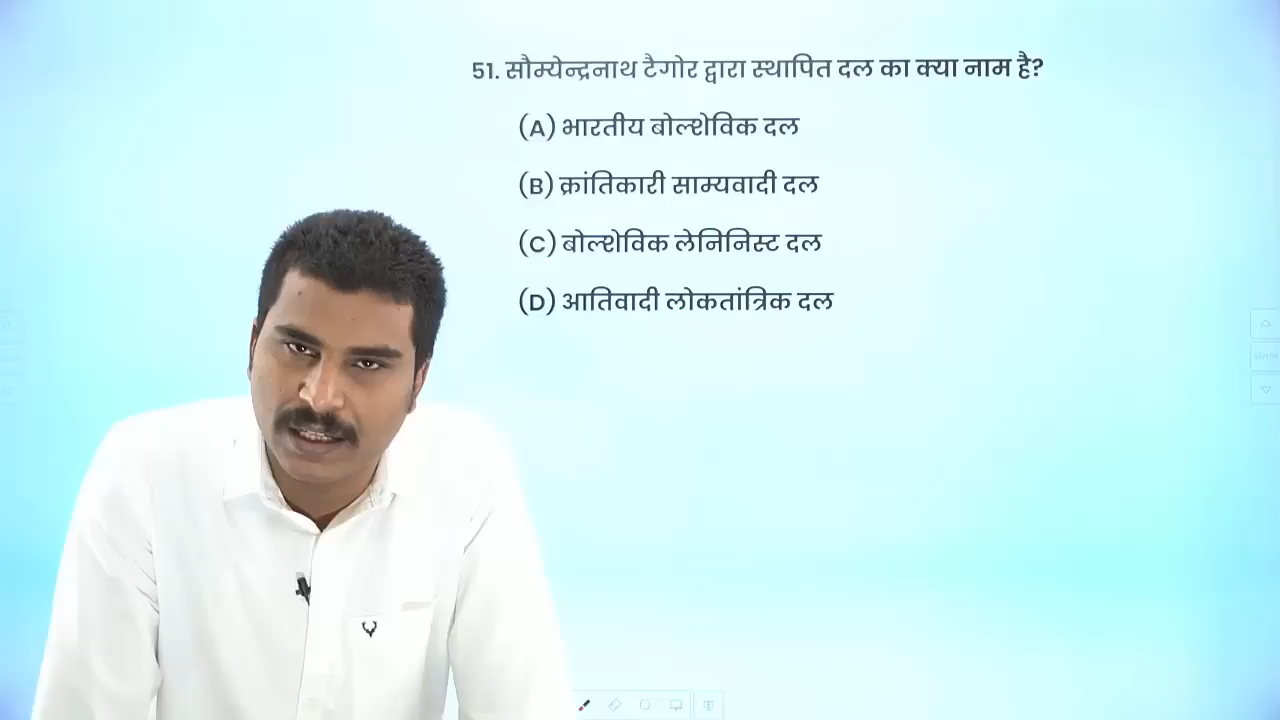 51. सौम्येन्द्रनाथ टैगोर द्वारा स्थापित दल का क्या नाम है?
(A) भारतीय बोल्शेविक दल
(B) क्रांतिकारी साम्यवादी दल
(C) बोल्शेविक लेनिनिस्ट दल
(D) आतिवादी लोकतांत्रिक दल